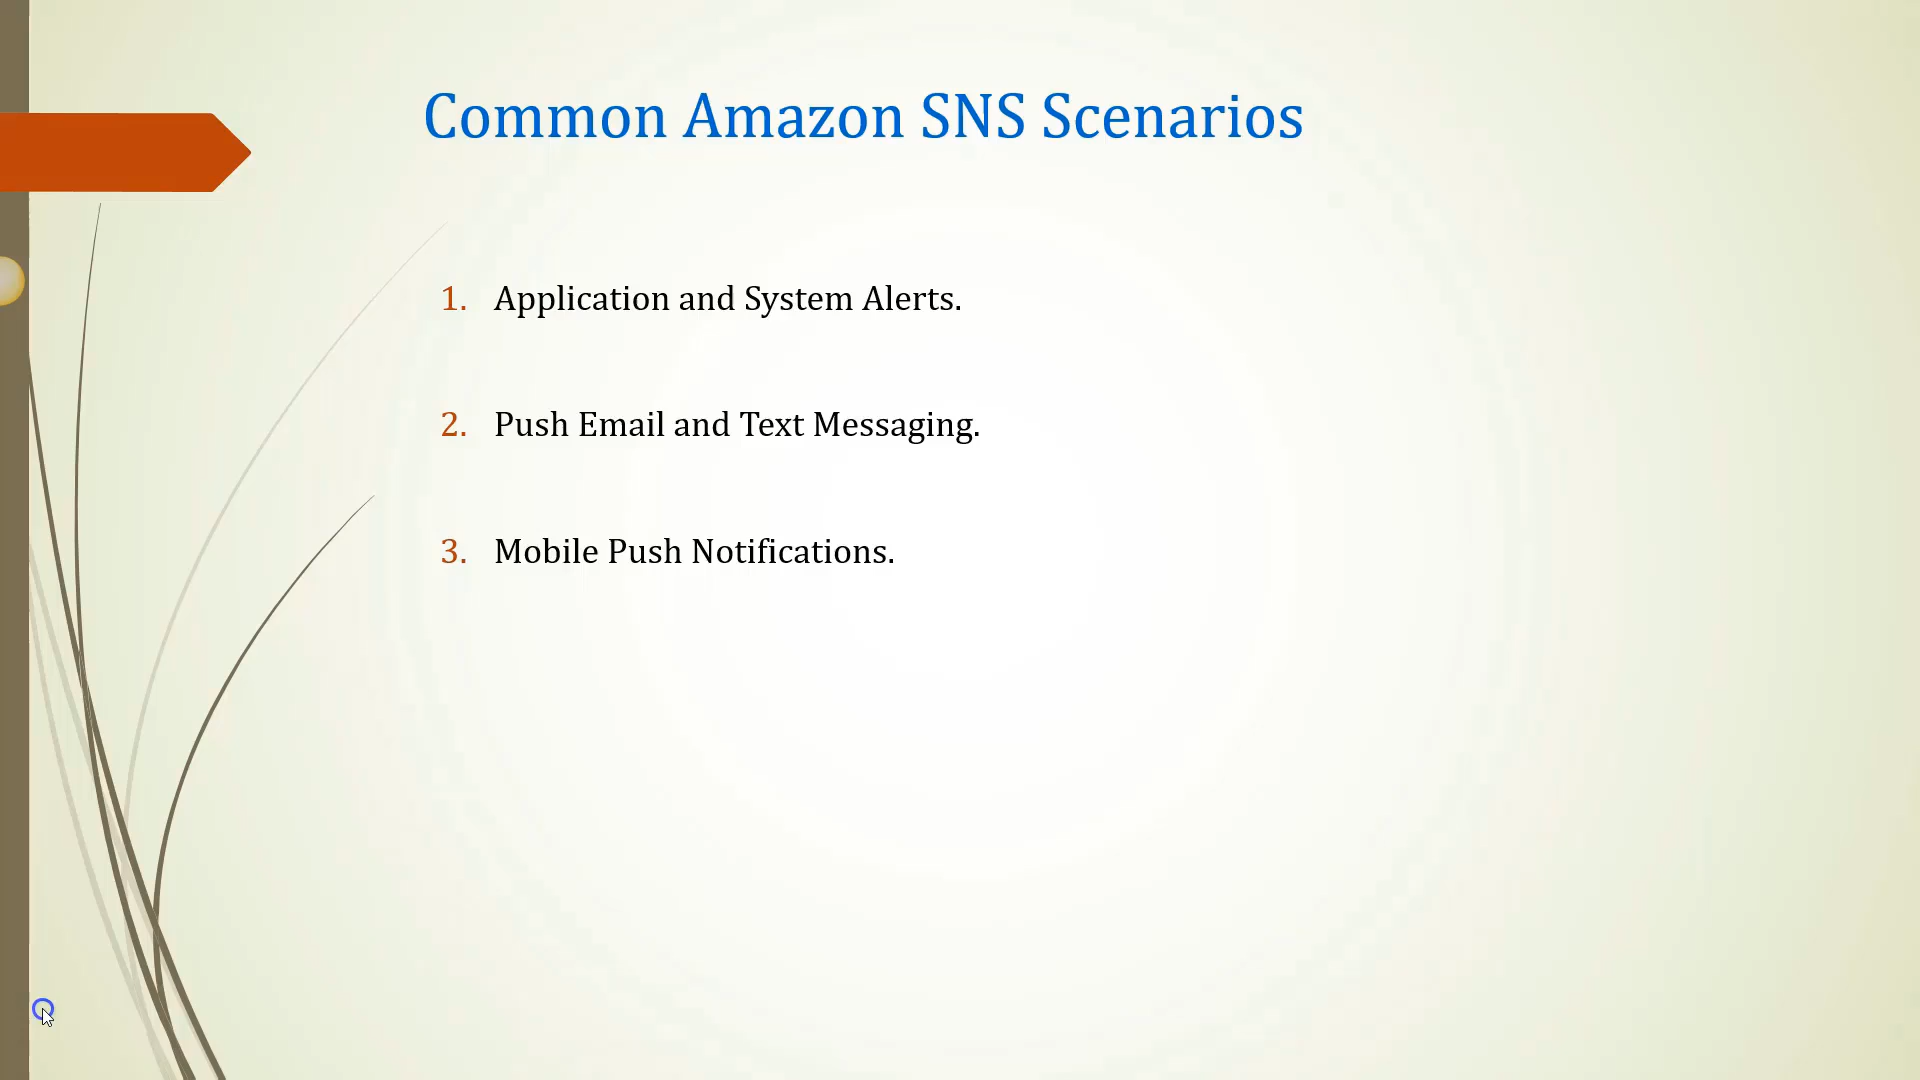 Common Amazon SNS Scenarios
1. Application and System Alerts.
2. Push Email and Text Messaging.
3. Mobile Push Notifications.